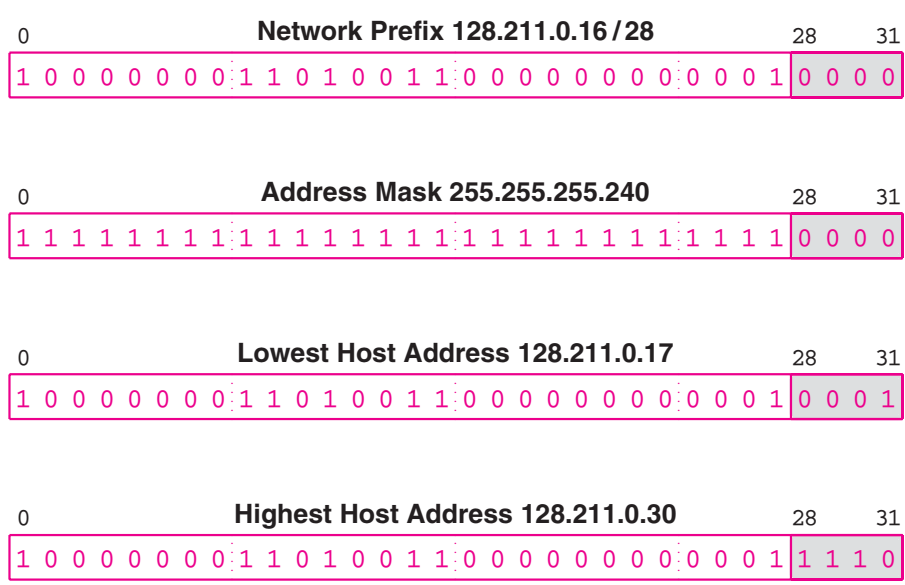 Network Prefix 128.211.0.16 / 28
0 28 31
1 0 0 0 0 0 0 0 1 1 0 1 0 0 1 1 0 0 0 0 0 0 0 0 0 0 0 1 0 0 0 0
Address Mask 255.255.255.240
0 28 31
1 1 1 1 1 1 1 1 1 1 1 1 1 1 1 1 1 1 1 1 1 1 1 1 1 1 1 1 0 0 0 0
Lowest Host Address 128.211.0.17
0 28 31
1 0 0 0 0 0 0 0 1 1 0 1 0 0 1 1 0 0 0 0 0 0 0 0 0 0 0 1 0 0 0 1
Highest Host Address 128.211.0.30
0 28 31
1 0 0 0 0 0 0 0 1 1 0 1 0 0 1 1 0 0 0 0 0 0 0 0 0 0 0 1 1 1 1 0